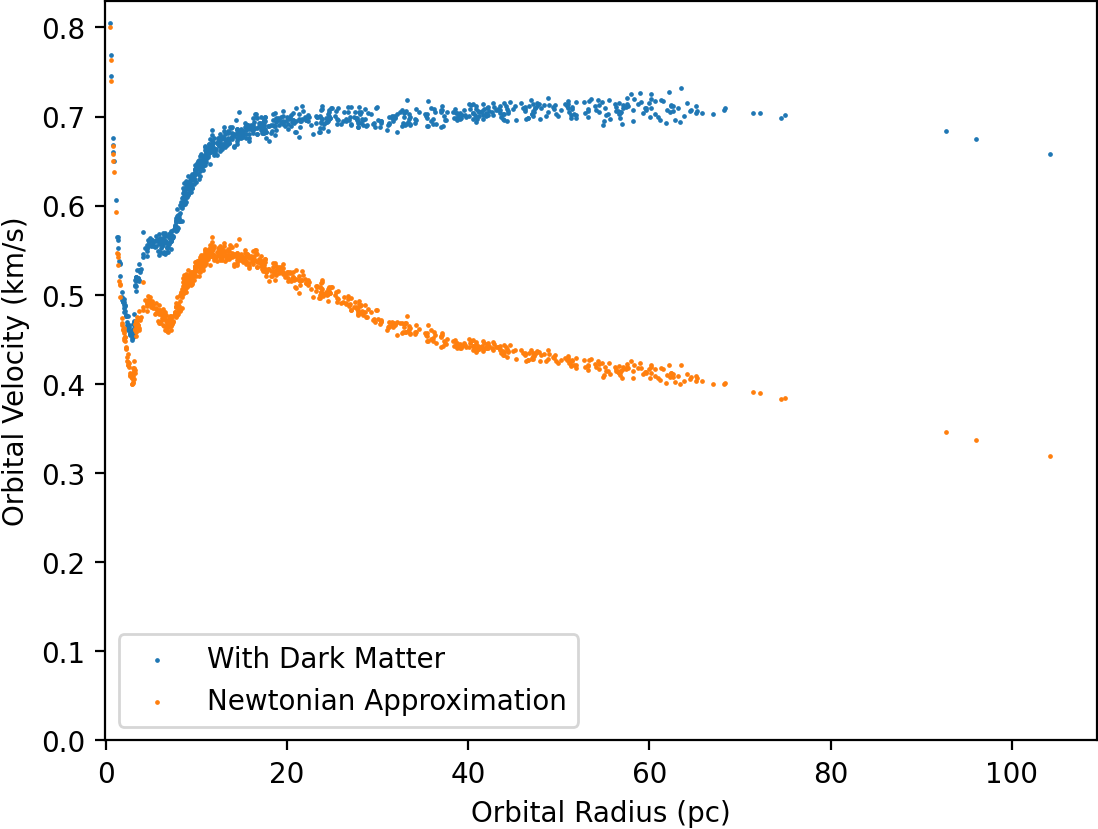 0.8
0.7
0.6
0.5
0.4
0.3
0.2
0.1
0.0
Orbital Velocity (km/s)
With Dark Matter
Newtonian Approximation
0 20 40 60 80 100
Orbital Radius (pc)